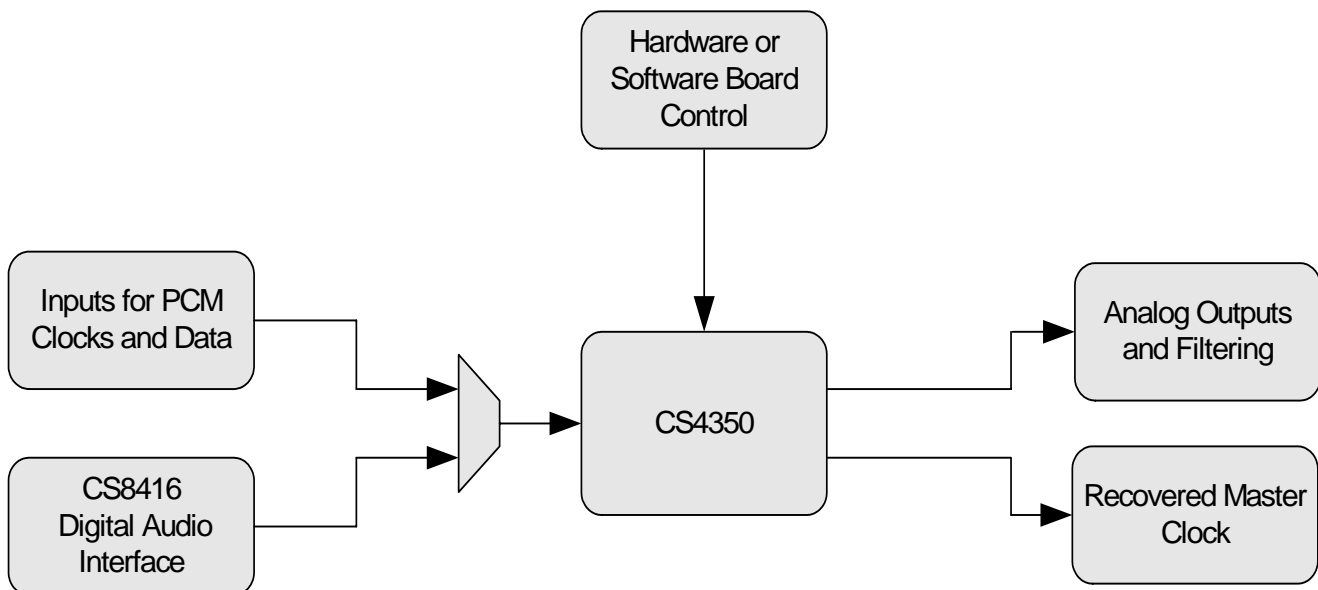 Hardware or
Software Board
Control
Inputs for PCM
Clocks and Data
CS8416
Digital Audio
Interface
CS4350
Analog Outputs
and Filtering
Recovered Master
Clock